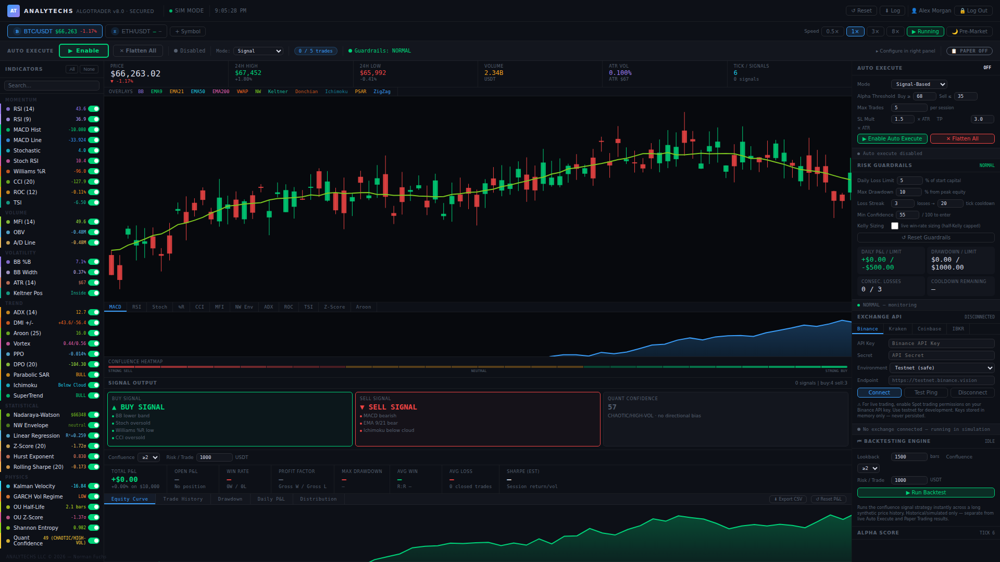 AT ANALYTECHS ALGOTRADER v8.0 · SECURED SIM MODE 9:05:28 PM ↺ Reset ⬇ Log 👤 Alex Morgan 🔒 Log Out
₿ BTC/USDT $66,263 -1.17% Ξ ETH/USDT — — + Symbol Speed 0.5× 1× 3× 8× ▶ Running 🌙 Pre-Market
AUTO EXECUTE ▶ Enable ✕ Flatten All Disabled Mode: Signal 0 / 5 trades Guardrails: NORMAL ▸ Configure in right panel 📋 PAPER OFF
INDICATORS All None
Search...
MOMENTUM
RSI (14) 43.6
RSI (9) 36.9
MACD Hist -10.080
MACD Line -33.924
Stochastic 4.0
Stoch RSI 10.4
Williams %R -96.0
CCI (20) -127.9
ROC (12) -0.11%
TSI -6.50
VOLUME
MFI (14) 49.6
OBV -0.48M
A/D Line -0.48M
VOLATILITY
BB %B 7.1%
BB Width 0.37%
ATR (14) $67
Keltner Pos Inside
TREND
ADX (14) 12.7
DMI +/- +43.6/-56.4
Aroon (25) 16.0
Vortex 0.44/0.56
PPO -0.014%
DPO (20) -104.30
Parabolic SAR BULL
Ichimoku Below Cloud
SuperTrend BULL
STATISTICAL
Nadaraya-Watson $66348
NW Envelope neutral
Linear Regression R²=0.259
Z-Score (20) -1.72σ
Hurst Exponent 0.830
Rolling Sharpe (20) -0.173
PHYSICS
Kalman Velocity -16.84
GARCH Vol Regime LOW
OU Half-Life 2.1 bars
OU Z-Score -1.37σ
Shannon Entropy 0.982
Quant Confidence 49 (CHAOTIC/HIGH-VOL)
ANALYTECHS LLC © 2026 — Norman Fuchs
PRICE
$66,263.02
▼ -1.17%
24H HIGH
$67,452
+1.80%
24H LOW
$65,992
-0.41%
VOLUME
2.34B
USDT
ATR VOL
0.100%
ATR $67
TICK / SIGNALS
6
0 signals
OVERLAYS BB EMA9 EMA21 EMA50 EMA200 VWAP NW Keltner Donchian Ichimoku PSAR ZigZag
MACD RSI Stoch %R CCI MFI NW Env ADX ROC TSI Z-Score Aroon
CONFLUENCE HEATMAP
STRONG SELL NEUTRAL STRONG BUY
SIGNAL OUTPUT 0 signals | buy:4 sell:3
BUY SIGNAL
▲ BUY SIGNAL
BB lower band
Stoch oversold
Williams %R low
CCI oversold
SELL SIGNAL
▼ SELL SIGNAL
MACD bearish
EMA 9/21 bear
Ichimoku below cloud
QUANT CONFIDENCE
57
CHAOTIC/HIGH-VOL · no directional bias
Confluence ≥2 Risk / Trade 1000 USDT
TOTAL P&L
+$0.00
+0.00% on $10,000
OPEN P&L
—
No position
WIN RATE
—
0W / 0L
PROFIT FACTOR
—
Gross W / Gross L
MAX DRAWDOWN
—
—
AVG WIN
—
R:R —
AVG LOSS
—
0 closed trades
SHARPE (EST)
—
Session return/vol
Equity Curve Trade History Drawdown Daily P&L Distribution ⬇ Export CSV ↺ Reset P&L
AUTO EXECUTE OFF
Mode Signal-Based
Alpha Threshold Buy ≥ 68 Sell ≤ 35
Max Trades 5 per session
SL Mult 1.5 × ATR TP 3.0
× ATR
▶ Enable Auto Execute ✕ Flatten All
Auto execute disabled
RISK GUARDRAILS NORMAL
Daily Loss Limit 5 % of start capital
Max Drawdown 10 % from peak equity
Loss Streak 3 losses → 20 tick cooldown
Min Confidence 55 / 100 to enter
Kelly Sizing live win-rate sizing (half-Kelly capped)
↺ Reset Guardrails
DAILY P&L / LIMIT
+$0.00 /
-$500.00
DRAWDOWN / LIMIT
$0.00 /
$1000.00
CONSEC. LOSSES
0 / 3
COOLDOWN REMAINING
—
NORMAL — monitoring
EXCHANGE API DISCONNECTED
Binance Kraken Coinbase IBKR
API Key Binance API Key
Secret API Secret
Environment Testnet (safe)
Endpoint https://testnet.binance.vision
Connect Test Ping Disconnect
⚠ For live trading, enable Spot trading permissions on your
Binance API key. Use testnet for development. Keys stored in
memory only — never persisted.
No exchange connected — running in simulation
⏮ BACKTESTING ENGINE IDLE
Lookback 1500 bars Confluence
≥2
Risk / Trade 1000 USDT
▶ Run Backtest
Runs the confluence signal strategy instantly across a long
synthetic price history. Historical/simulated only — separate from
live Auto Execute and Paper Trading results.
ALPHA SCORE TICK 6